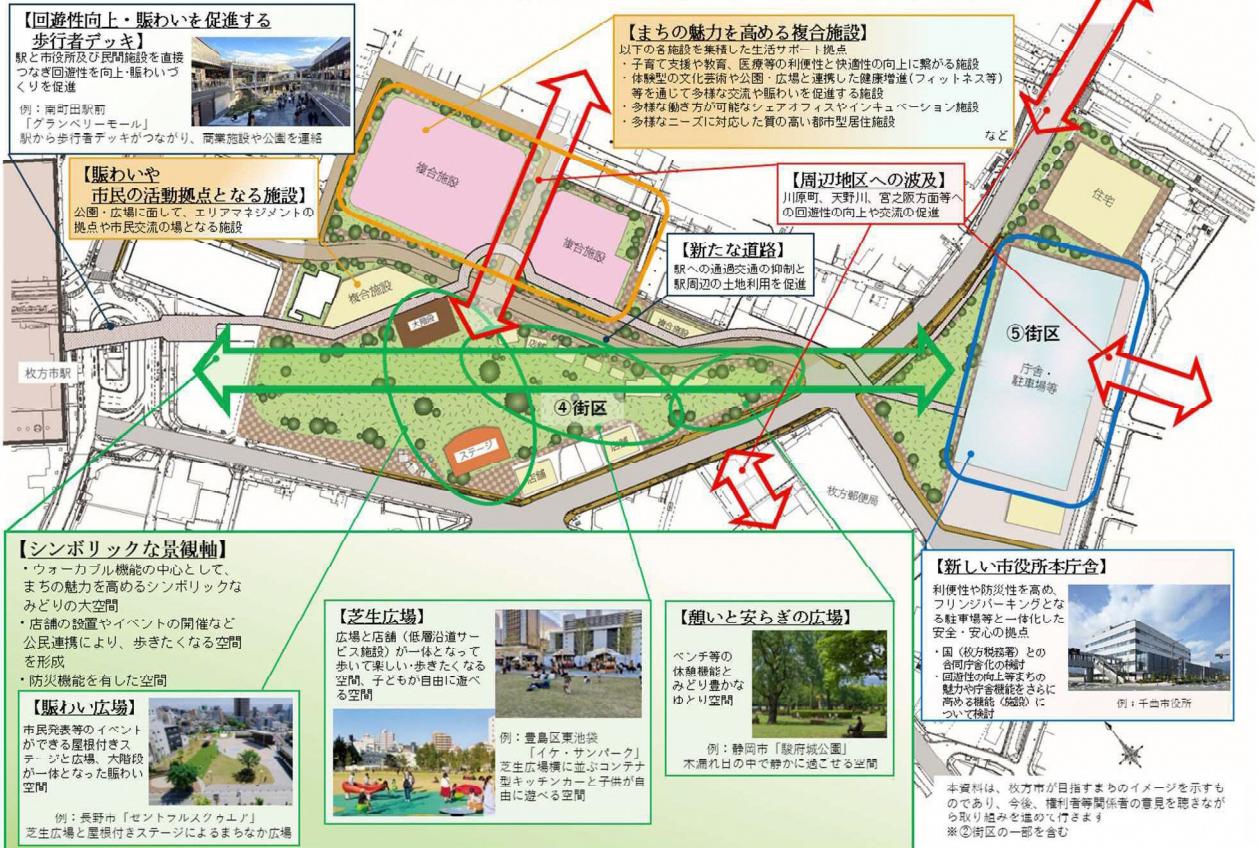 【回遊性向上・賑わいを促進する
歩行者デッキ】
駅と市役所及び民間施設を直接
つなぎ回遊性を向上・賑わいづ
くりを促進
例：南町田駅前
「グランベリーモール」
駅から歩行者デッキがつながり、商業施設や公園を連絡
【まちの魅力を高める複合施設】
以下の各施設を集積した生活サポート拠点
・子育て支援や教育、医療等の利便性と快適性の向上に繋がる施設
・体験型の文化芸術や公園・広場と連携した健康増進（フィットネス等）
等を通じて多様な交流や賑わいを促進する施設
・多様な働き方が可能なシェアオフィスやインキュベーション施設
・多様なニーズに対応した質の高い都市型居住施設
など
【賑わいや
市民の活動拠点となる施設】
公園・広場に面して、エリアマネジメントの
拠点や市民交流の場となる施設
【周辺地区への波及】
川原町、天野川、宮之阪方面等へ
の回遊性の向上や交流の促進
【新たな道路】
駅への通過交通の抑制と
駅周辺の土地利用を促進
複合施設
複合施設
複合施設
複合施設
住宅
大階段
店舗
枚方市駅
④街区
⑤街区
庁舎・
駐車場等
ステージ
店舗
店舗
枚方郵便局
【シンボリックな景観軸】
・ウォーカブル機能の中心として、
まちの魅力を高めるシンボリックな
みどりの大空間
・店舗の設置やイベントの開催など
公民連携により、歩きたくなる空間
を形成
・防災機能を有した空間
【賑わい広場】
市民発表等のイベント
ができる屋根付きス
テージと広場、大階段
が一体となった賑わい
空間
例：長野市「セントラルスクゥエア」
芝生広場と屋根付きステージによるまちなか広場
【芝生広場】
広場と店舗（低層沿道サー
ビス施設）が一体となって
歩いて楽しい・歩きたくなる
空間、子どもが自由に遊べ
る空間
例：豊島区東池袋
「イケ・サンパーク」
芝生広場横に並ぶコンテナ
型キッチンカーと子供が自
由に遊べる空間
【憩いと安らぎの広場】
ベンチ等の
休憩機能と
みどり豊かな
ゆとり空間
例：静岡市「駿府城公園」
木漏れ日の中で静かに過ごせる空間
【新しい市役所本庁舎】
利便性や防災性を高め、
フリンジパーキングとな
る駐車場等と一体化した
安全・安心の拠点
・国（枚方税務署）との
合同庁舎化の検討
・回遊性の向上等まちの
魅力や庁舎機能をさらに
高める機能（施設）に
ついて検討
例：千曲市役所
本資料は、枚方市が目指すまちのイメージを示すも
のであり、今後、権利者等関係者の意見を聴きなが
ら取り組みを進めて行きます
※②街区の一部を含む